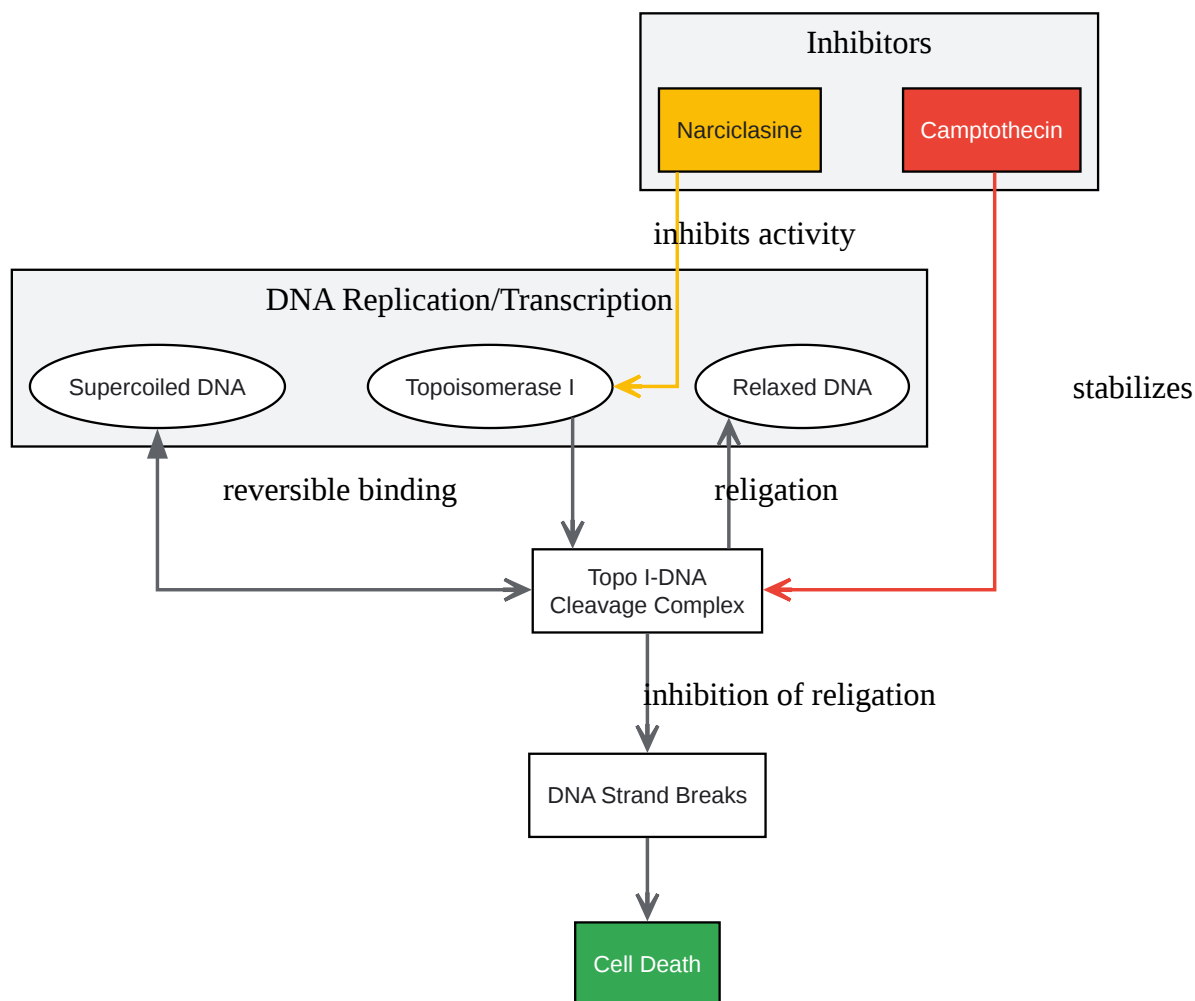 Inhibitors
Narciclasine
Camptothecin
inhibits activity
DNA Replication/Transcription
Supercoiled DNA
Topoisomerase I
Relaxed DNA
stabilizes
reversible binding
religation
Topo I-DNA
Cleavage Complex
inhibition of religation
DNA Strand Breaks
Cell Death